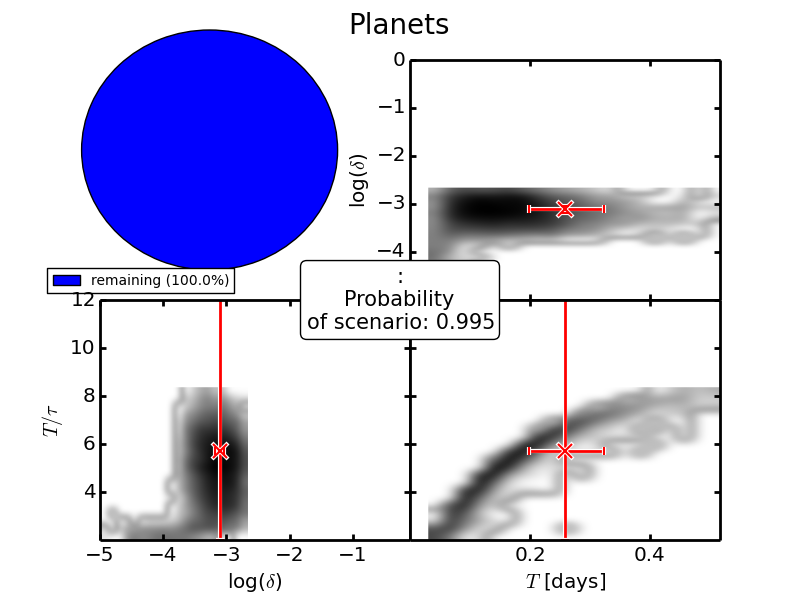 Planets
0
−1
−2
−3
−4
log(δ)
remaining (100.0%)
:
Probability
of scenario: 0.995
12
10
8
6
4
T/τ
−5 −4 −3 −2 −1
log(δ)
0.2 0.4
T [days]